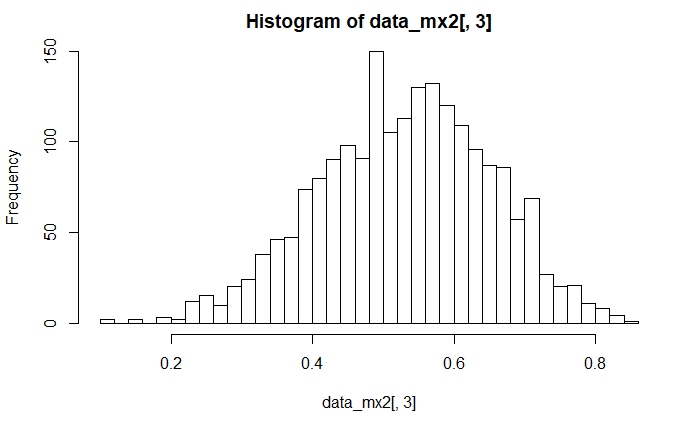 Histogram of data_mx2[, 3]
Frequency
150
100
50
0
0.2 0.4 0.6 0.8
data_mx2[, 3]